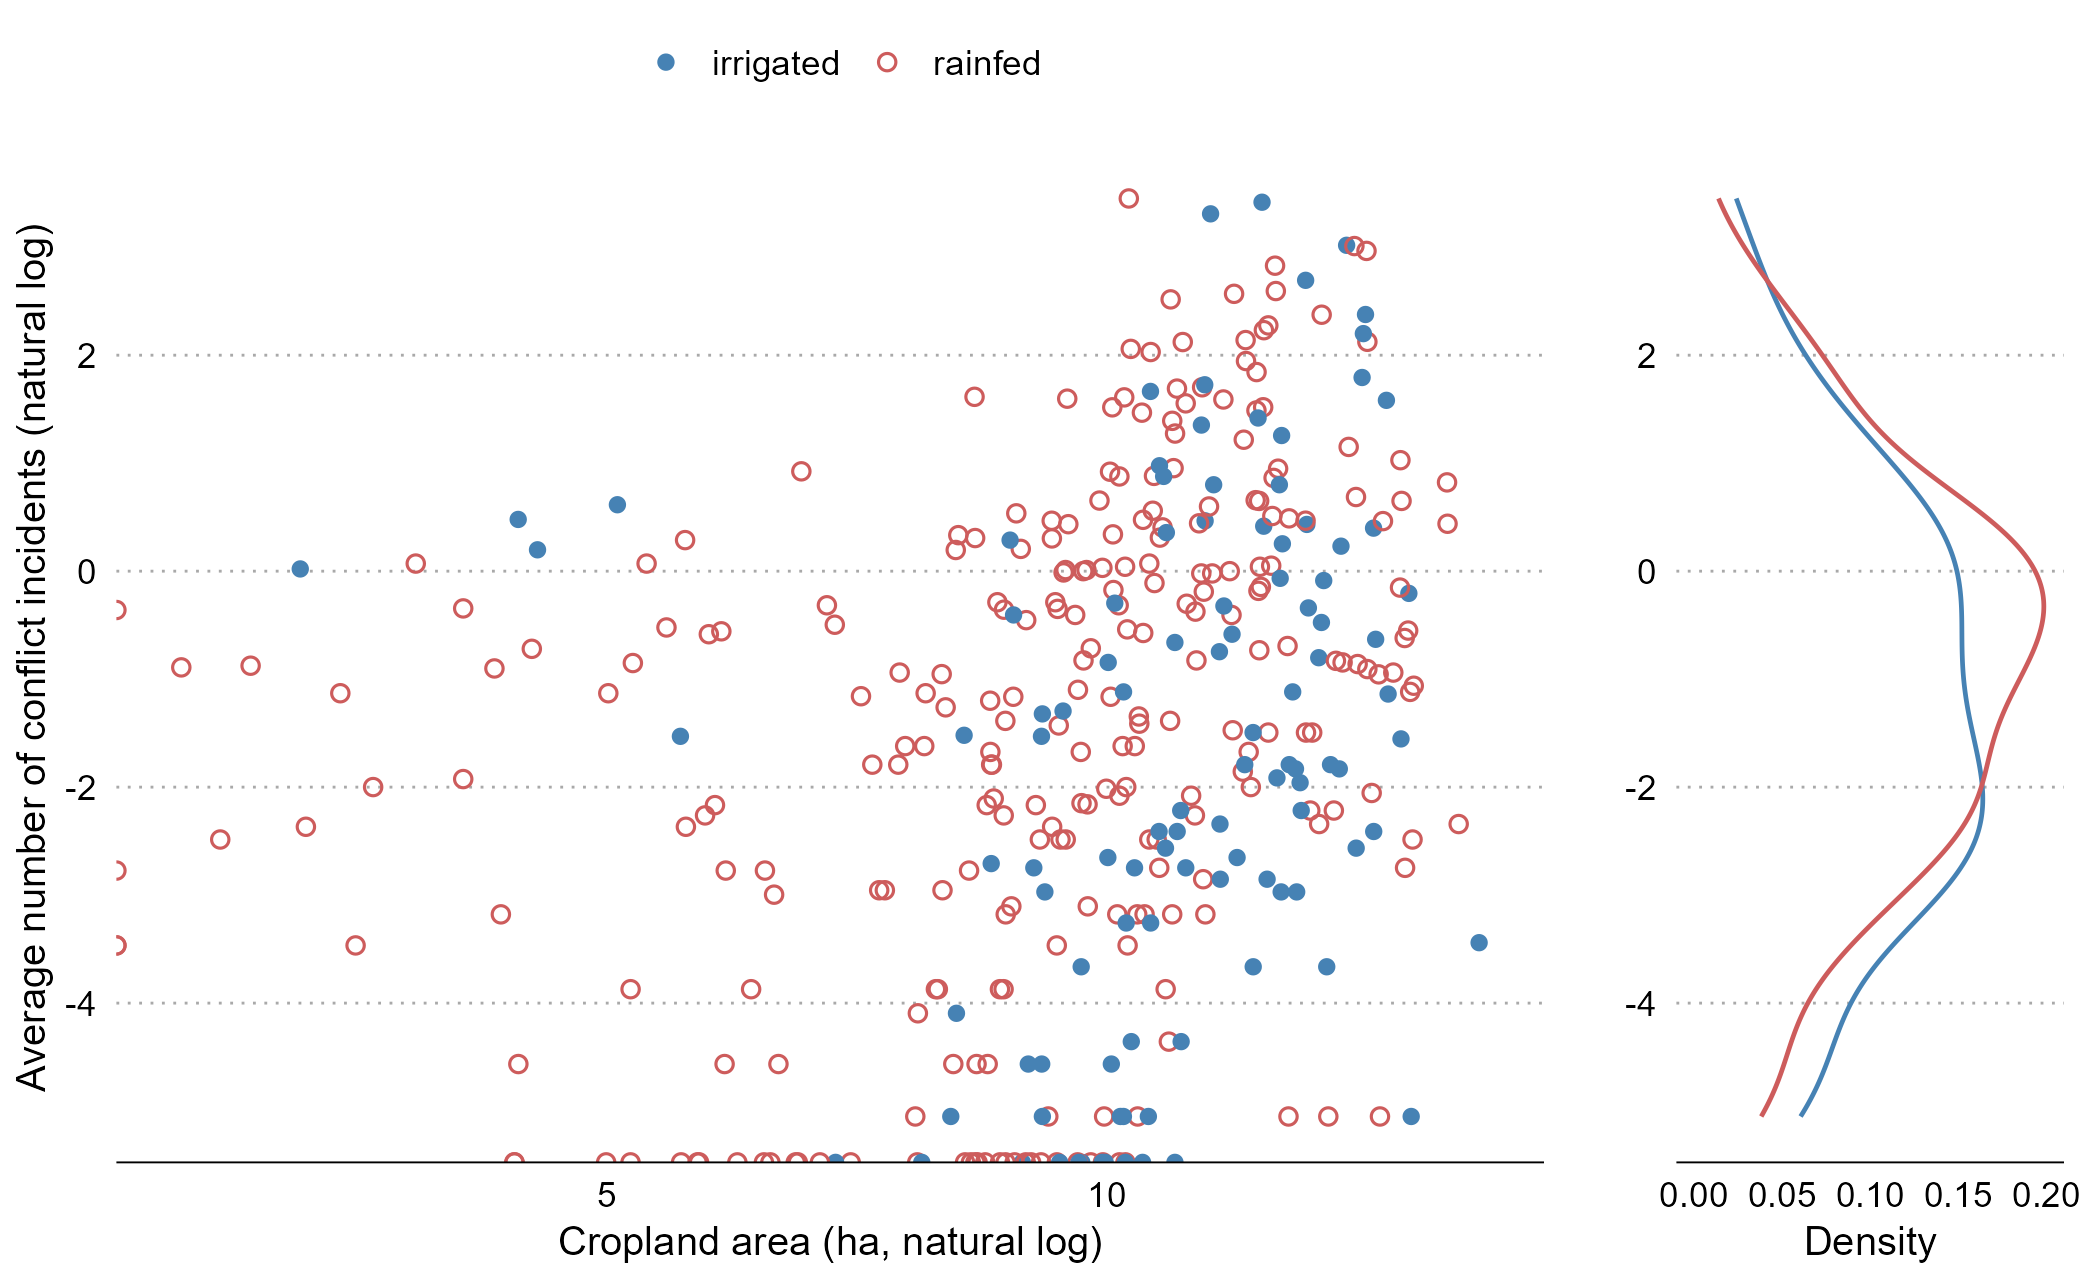 irrigated rainfed
Average number of conflict incidents (natural log)
2
0
-2
-4
5 10
Cropland area (ha, natural log)
2
0
-2
-4
0.00 0.05 0.10 0.15 0.20
Density